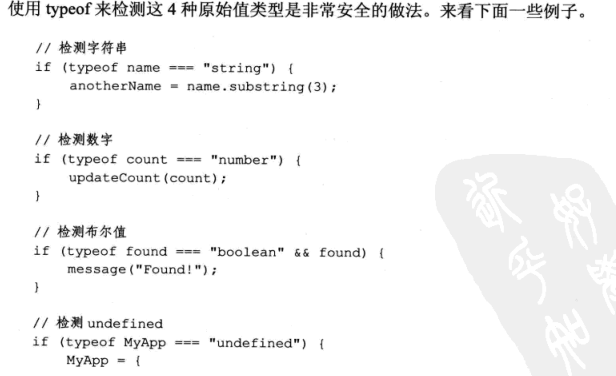 使用 typeof 来检测这 4 种原始值类型是非常安全的做法。来看下面一些例子。
// 检测字符串
if (typeof name === "string") {
    anotherName = name.substring(3);
}
// 检测数字
if (typeof count === "number") {
    updateCount(count);
}
// 检测布尔值
if (typeof found === "boolean" && found) {
    message("Found!");
}
// 检测 undefined
if (typeof MyApp === "undefined") {
    MyApp = {